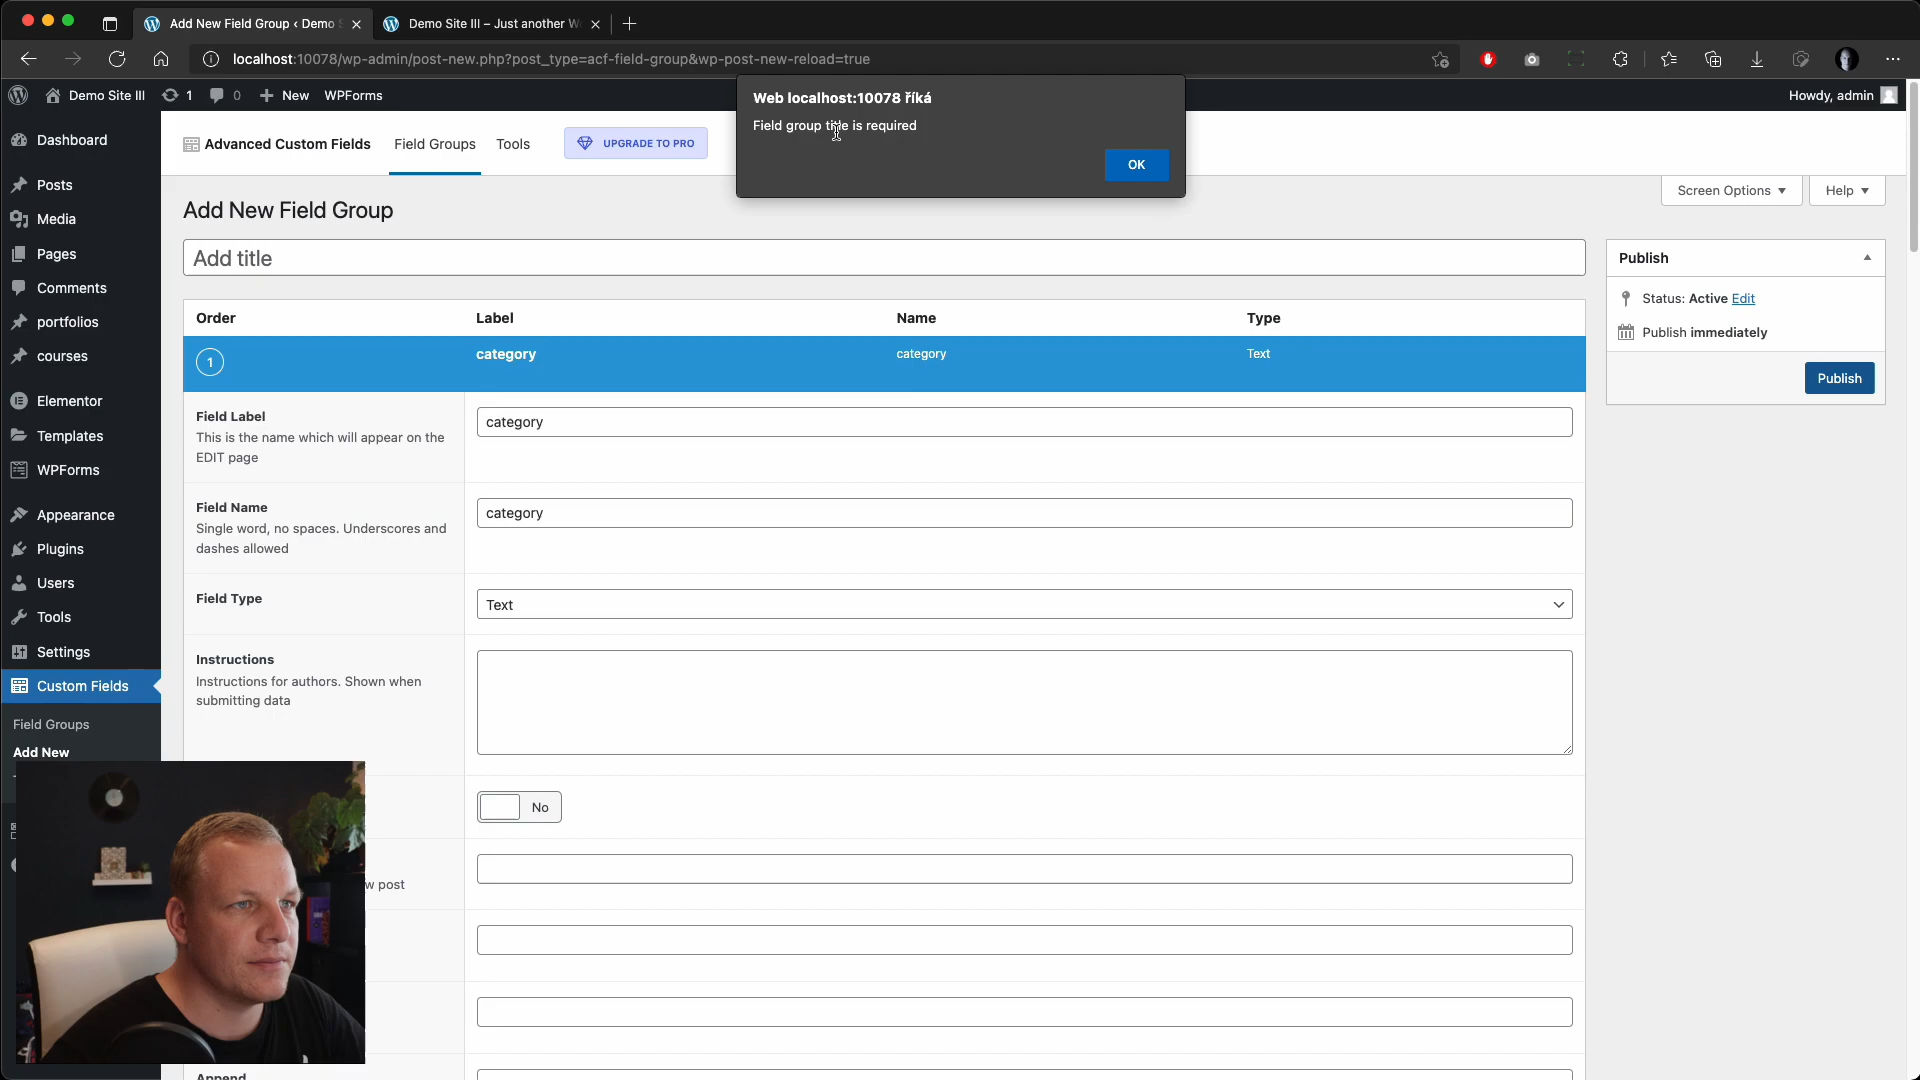 Add New Field Group ‹ Demo S
Demo Site III – Just another W
localhost:10078/wp-admin/post-new.php?post_type=acf-field-group&wp-post-new-reload=true
Demo Site III
1
0
New
WPForms
Howdy, admin
Web localhost:10078 říká
Field group title is required
OK
Dashboard
Posts
Media
Pages
Comments
portfolios
courses
Elementor
Templates
WPForms
Appearance
Plugins
Users
Tools
Settings
Custom Fields
Field Groups
Add New
Advanced Custom Fields
Field Groups
Tools
UPGRADE TO PRO
Screen Options
Help
Add New Field Group
Add title
Order
Label
Name
Type
1
category
category
Text
Field Label
This is the name which will appear on the
EDIT page
category
Field Name
Single word, no spaces. Underscores and
dashes allowed
category
Field Type
Text
Instructions
Instructions for authors. Shown when
submitting data
No
w post
Append
Publish
Status: Active Edit
Publish immediately
Publish